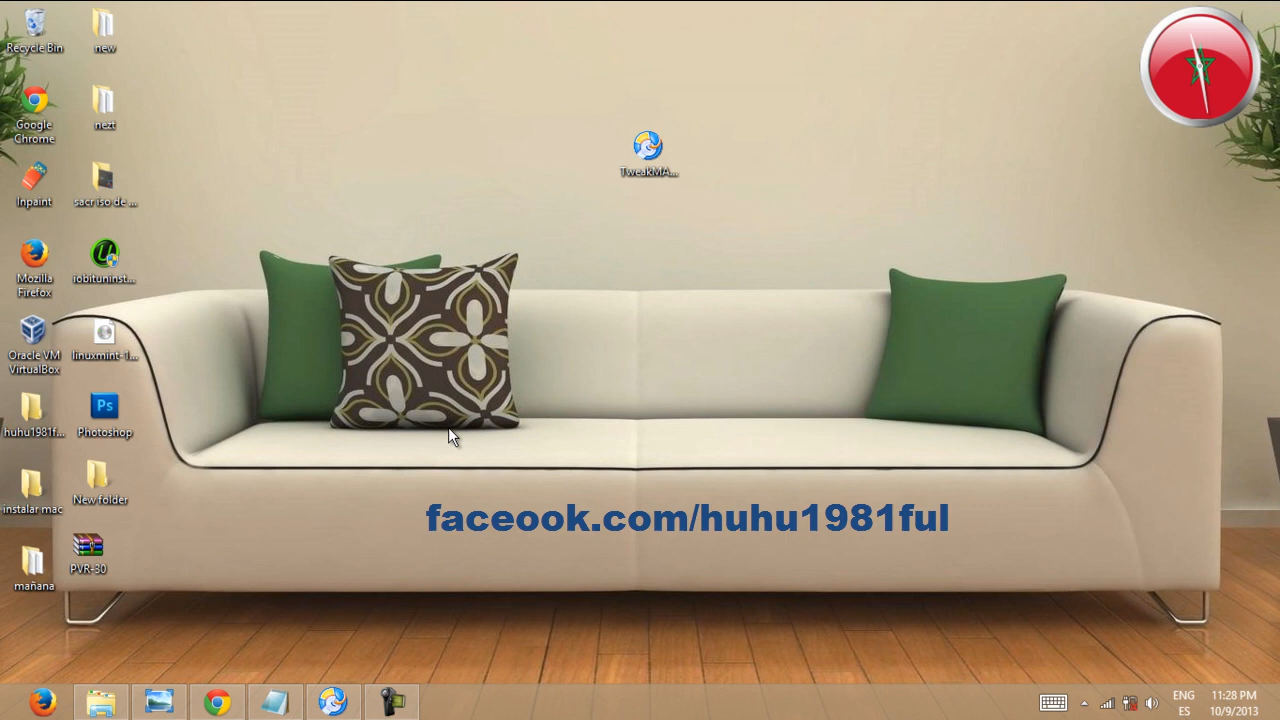 Recycle Bin
new
Google
Chrome
nezt
Inpaint
sacr iso de ...
TweakMA...
Mozilla
Firefox
iobituninst...
Oracle VM
VirtualBox
linuxmint-1...
huhu1981f...
Ps
Photoshop
instalar mac
New folder
mañana
PVR-30
faceook.com/huhu1981ful
ENG
ES
11:28 PM
10/9/2013